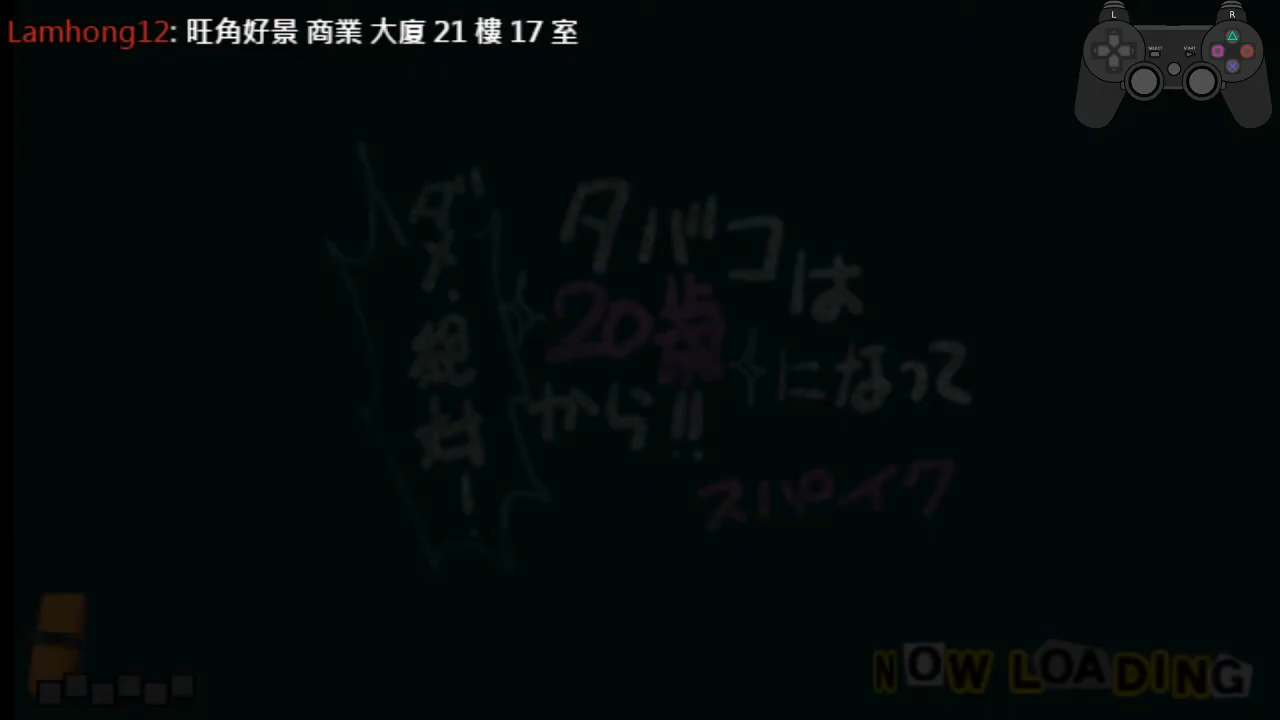 Lamhong12: 旺角好景 商業 大廈 21 樓 17 室
L
R
SELECT
START
タバコは
20歳になって
から!!
ダメ・絶対!
スパイク
NOW LOADING